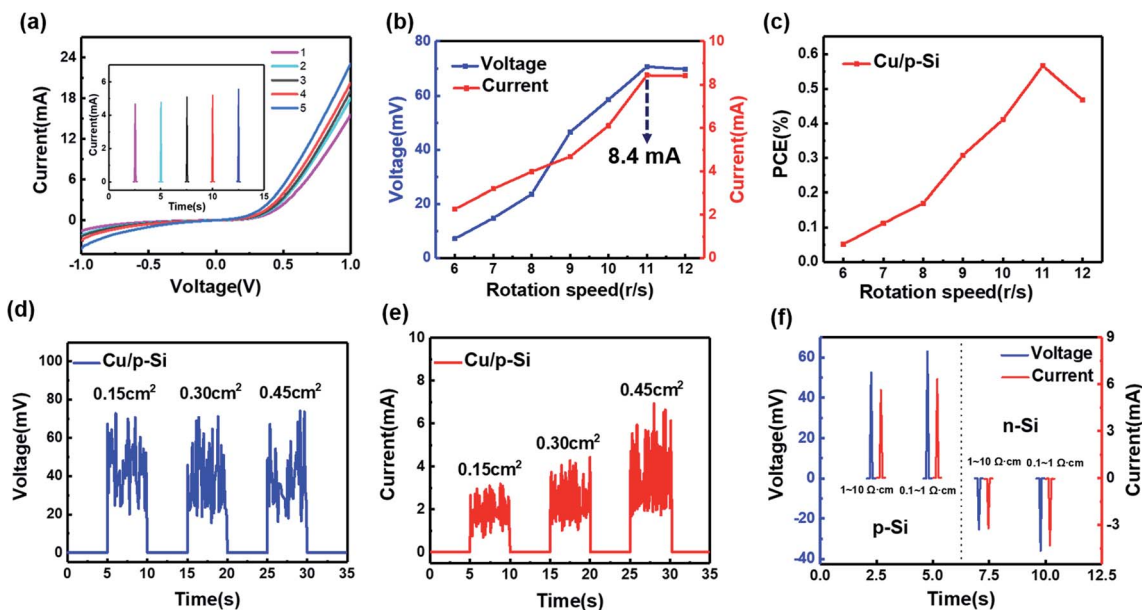 (a)
Current(mA)
24
18
12
6
0
-1.0
-0.5
0.0
0.5
1.0
Voltage(V)
1
2
3
4
5
Current(mA)
6
4
2
0
0
5
10
15
Time(s)
(b)
Voltage(mV)
80
60
40
20
0
Voltage
Current
8.4 mA
6
7
8
9
10
11
12
Rotation speed(r/s)
10
8
6
4
2
0
Current(mA)
(c)
PCE(%)
0.6
0.5
0.4
0.3
0.2
0.1
0.0
Cu/p-Si
6
7
8
9
10
11
12
Rotation speed(r/s)
(d)
Voltage(mV)
100
80
60
40
20
0
Cu/p-Si
0.15cm²
0.30cm²
0.45cm²
0
5
10
15
20
25
30
35
Time(s)
(e)
Current(mA)
10
8
6
4
2
0
Cu/p-Si
0.15cm²
0.30cm²
0.45cm²
0
5
10
15
20
25
30
35
Time(s)
(f)
Voltage(mV)
60
40
20
0
-20
-40
Voltage
Current
n-Si
1~10 Ω·cm
0.1~1 Ω·cm
1~10 Ω·cm
0.1~1 Ω·cm
p-Si
0.0
2.5
5.0
7.5
10.0
12.5
Time(s)
9
6
3
0
-3
Current(mA)